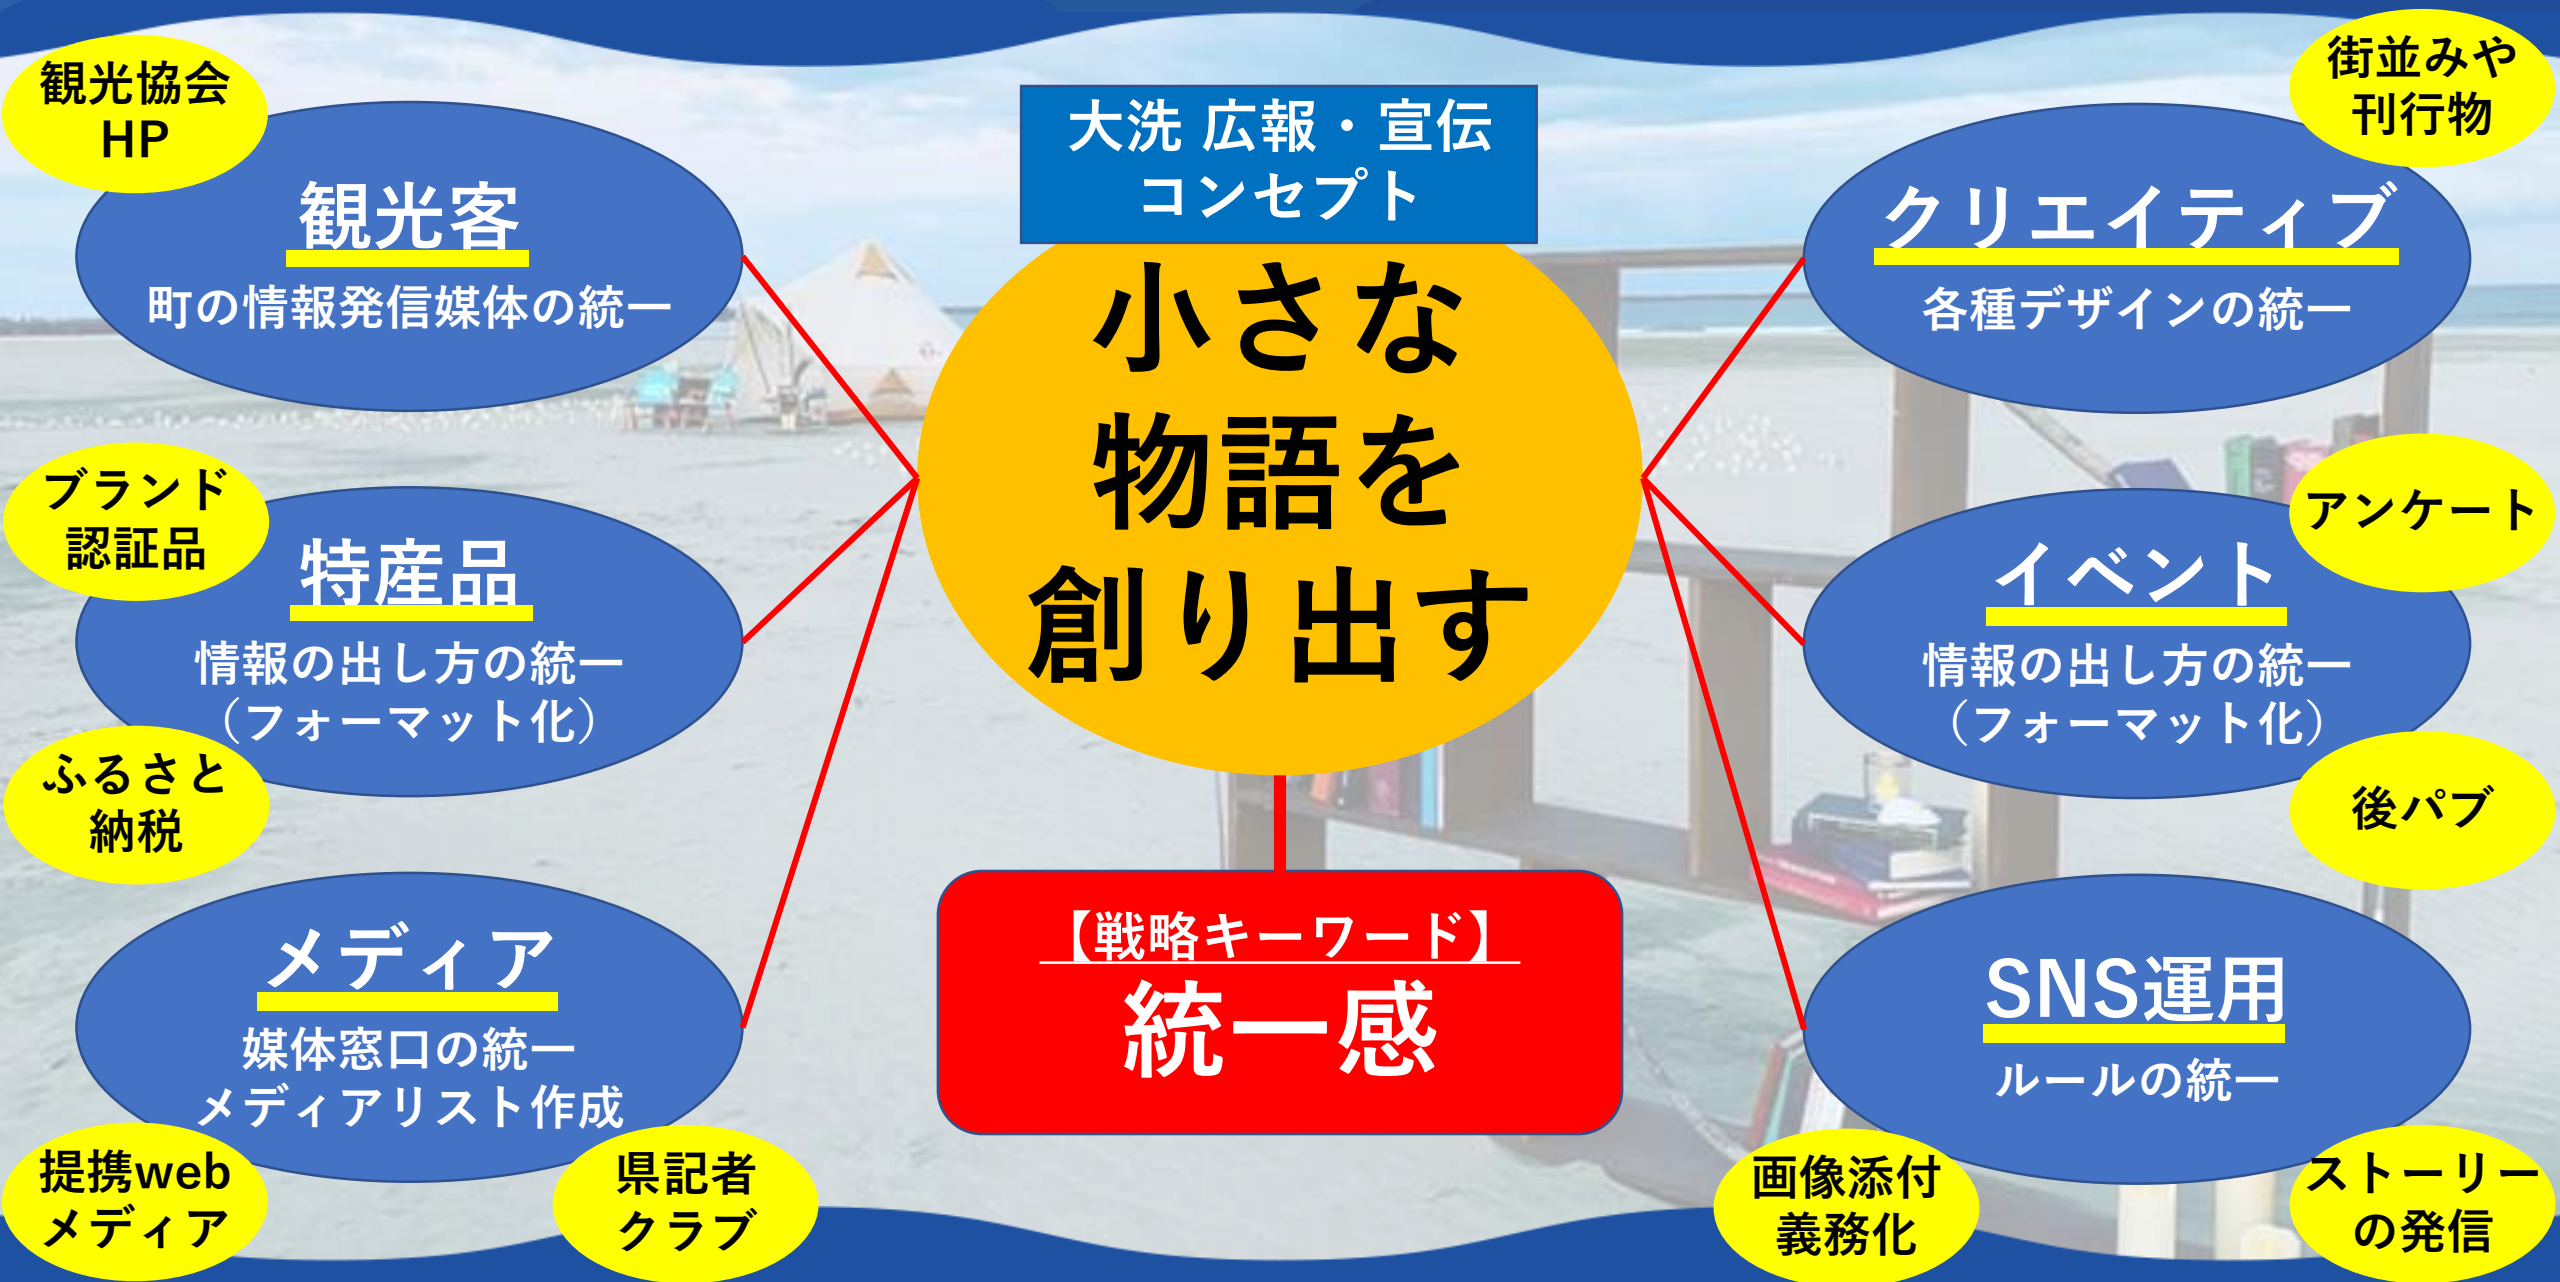 大洗 広報・宣伝
コンセプト
小さな
物語を
創り出す
【戦略キーワード】
統一感
観光協会
HP
観光客
町の情報発信媒体の統一
ブランド
認証品
特産品
情報の出し方の統一
（フォーマット化）
ふるさと
納税
メディア
媒体窓口の統一
メディアリスト作成
提携web
メディア
県記者
クラブ
街並みや
刊行物
クリエイティブ
各種デザインの統一
アンケート
イベント
情報の出し方の統一
（フォーマット化）
後パブ
SNS運用
ルールの統一
画像添付
義務化
ストーリー
の発信